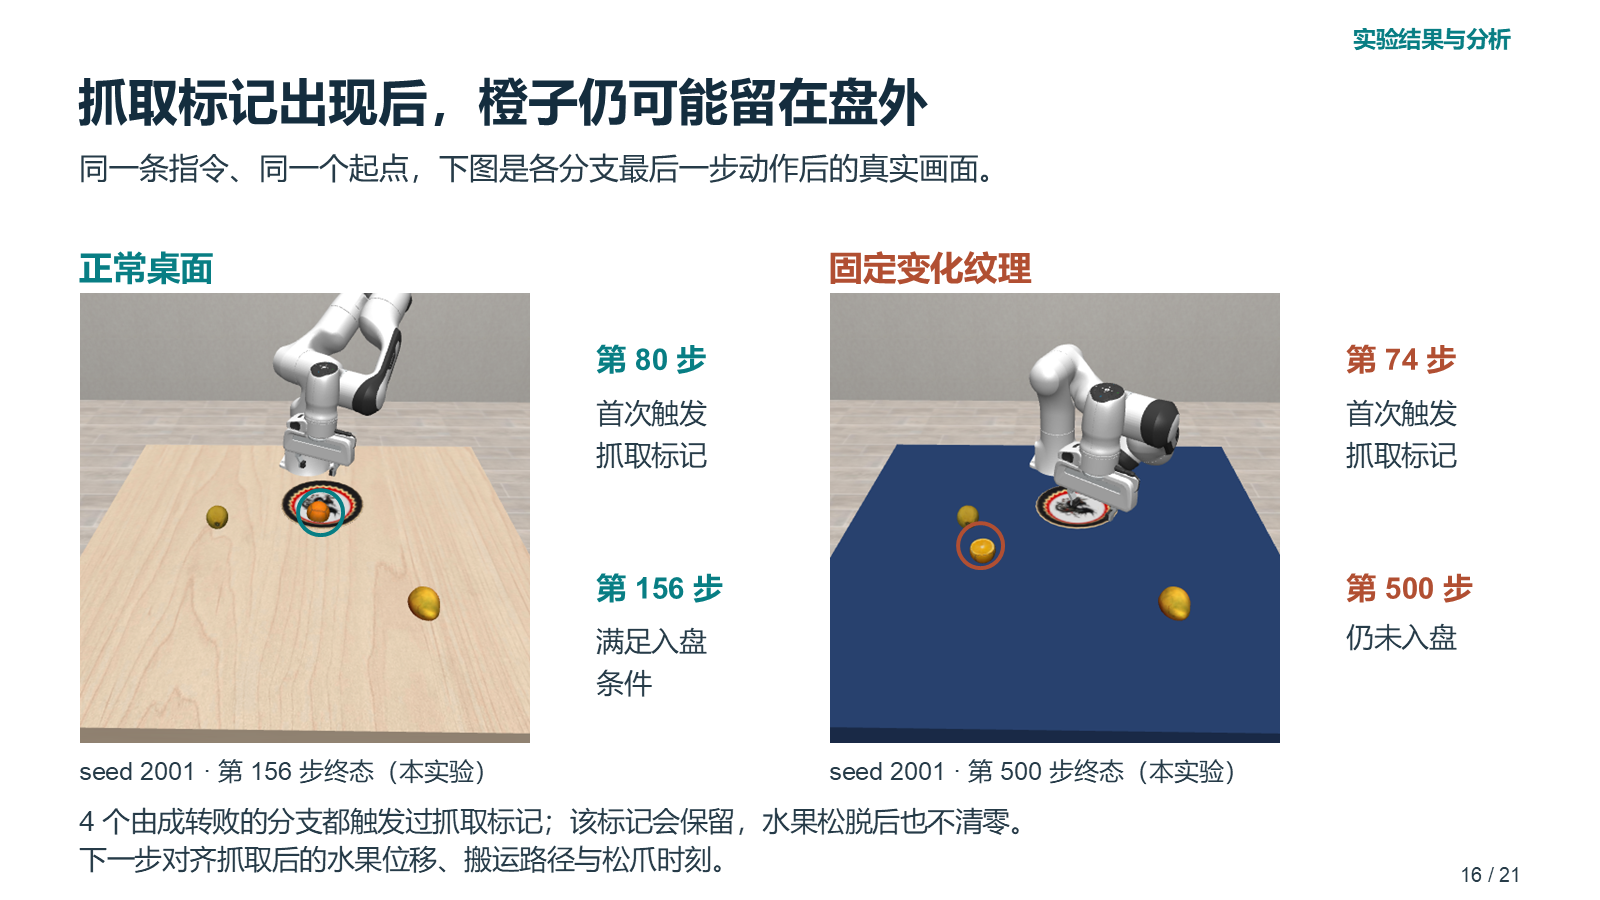 实验结果与分析
抓取标记出现后，橙子仍可能留在盘外
同一条指令、同一个起点，下图是各分支最后一步动作后的真实画面。
正常桌面
第 80 步
首次触发
抓取标记
第 156 步
满足入盘
条件
seed 2001 · 第 156 步终态（本实验）
固定变化纹理
第 74 步
首次触发
抓取标记
第 500 步
仍未入盘
seed 2001 · 第 500 步终态（本实验）
4 个由成转败的分支都触发过抓取标记；该标记会保留，水果松脱后也不清零。
下一步对齐抓取后的水果位移、搬运路径与松爪时刻。
16 / 21